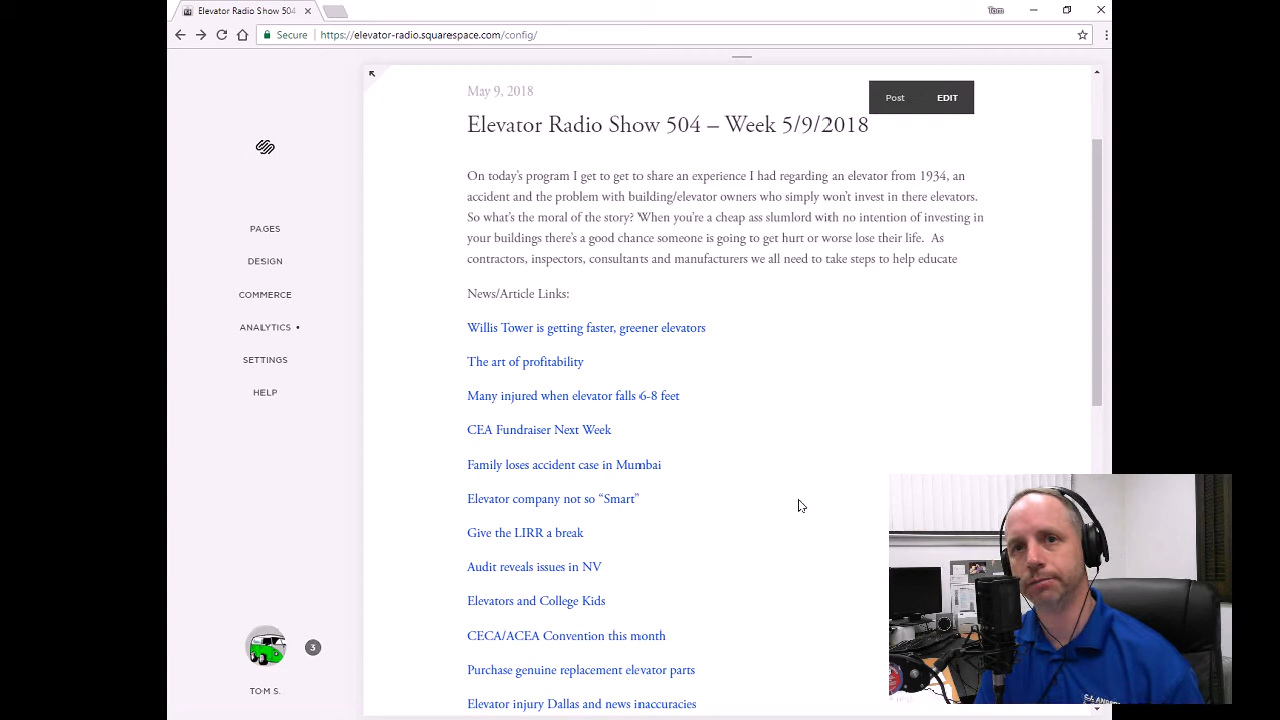 Elevator Radio Show 504
Tom
Secure
https://elevator-radio.squarespace.com/config/
May 9, 2018
Post EDIT
Elevator Radio Show 504 – Week 5/9/2018
On today's program I get to get to share an experience I had regarding an elevator from 1934, an
accident and the problem with building/elevator owners who simply won't invest in there elevators.
So what's the moral of the story? When you're a cheap ass slumlord with no intention of investing in
your buildings there's a good chance someone is going to get hurt or worse lose their life. As
contractors, inspectors, consultants and manufacturers we all need to take steps to help educate
News/Article Links:
Willis Tower is getting faster, greener elevators
The art of profitability
Many injured when elevator falls 6-8 feet
CEA Fundraiser Next Week
Family loses accident case in Mumbai
Elevator company not so “Smart”
Give the LIRR a break
Audit reveals issues in NV
Elevators and College Kids
CECA/ACEA Convention this month
Purchase genuine replacement elevator parts
Elevator injury Dallas and news inaccuracies
PAGES
DESIGN
COMMERCE
ANALYTICS •
SETTINGS
HELP
3
TOM S.